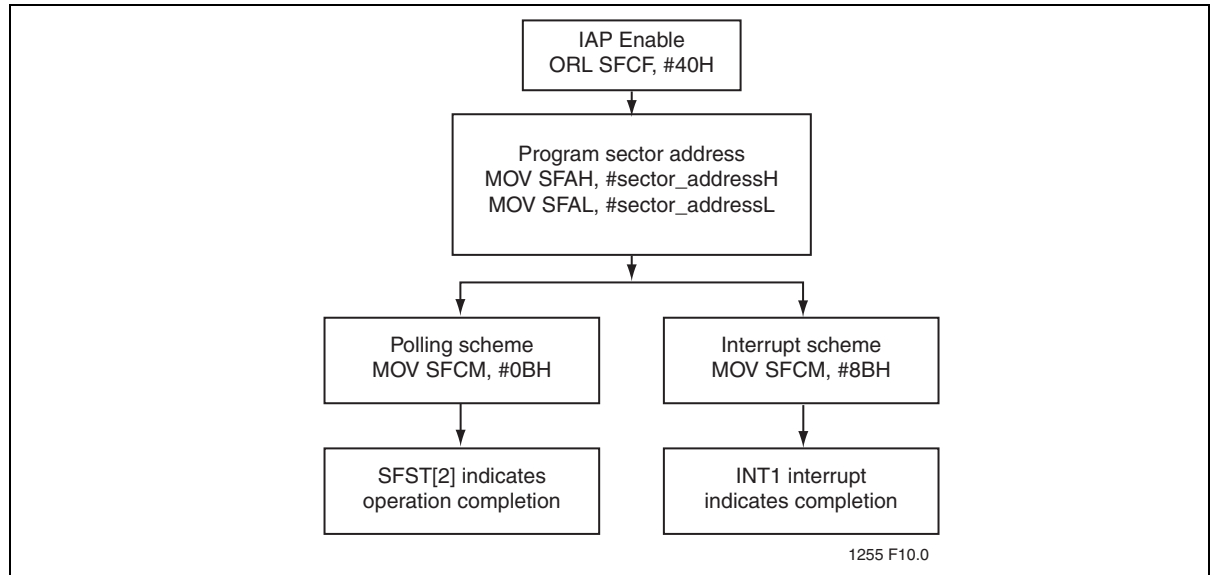 IAP Enable
ORL SFCF, #40H
Program sector address
MOV SFAH, #sector_addressH
MOV SFAL, #sector_addressL
Polling scheme
MOV SFCM, #0BH
Interrupt scheme
MOV SFCM, #8BH
SFST[2] indicates
operation completion
INT1 interrupt
indicates completion
1255 F10.0